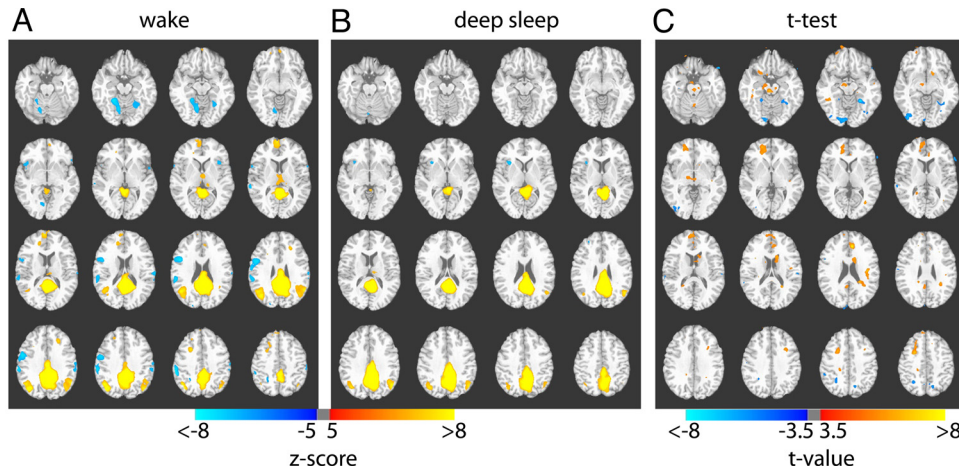 A wake B deep sleep C t-test
<-8 -5 5 >8 <-8 -3.5 3.5 >8
z-score t-value